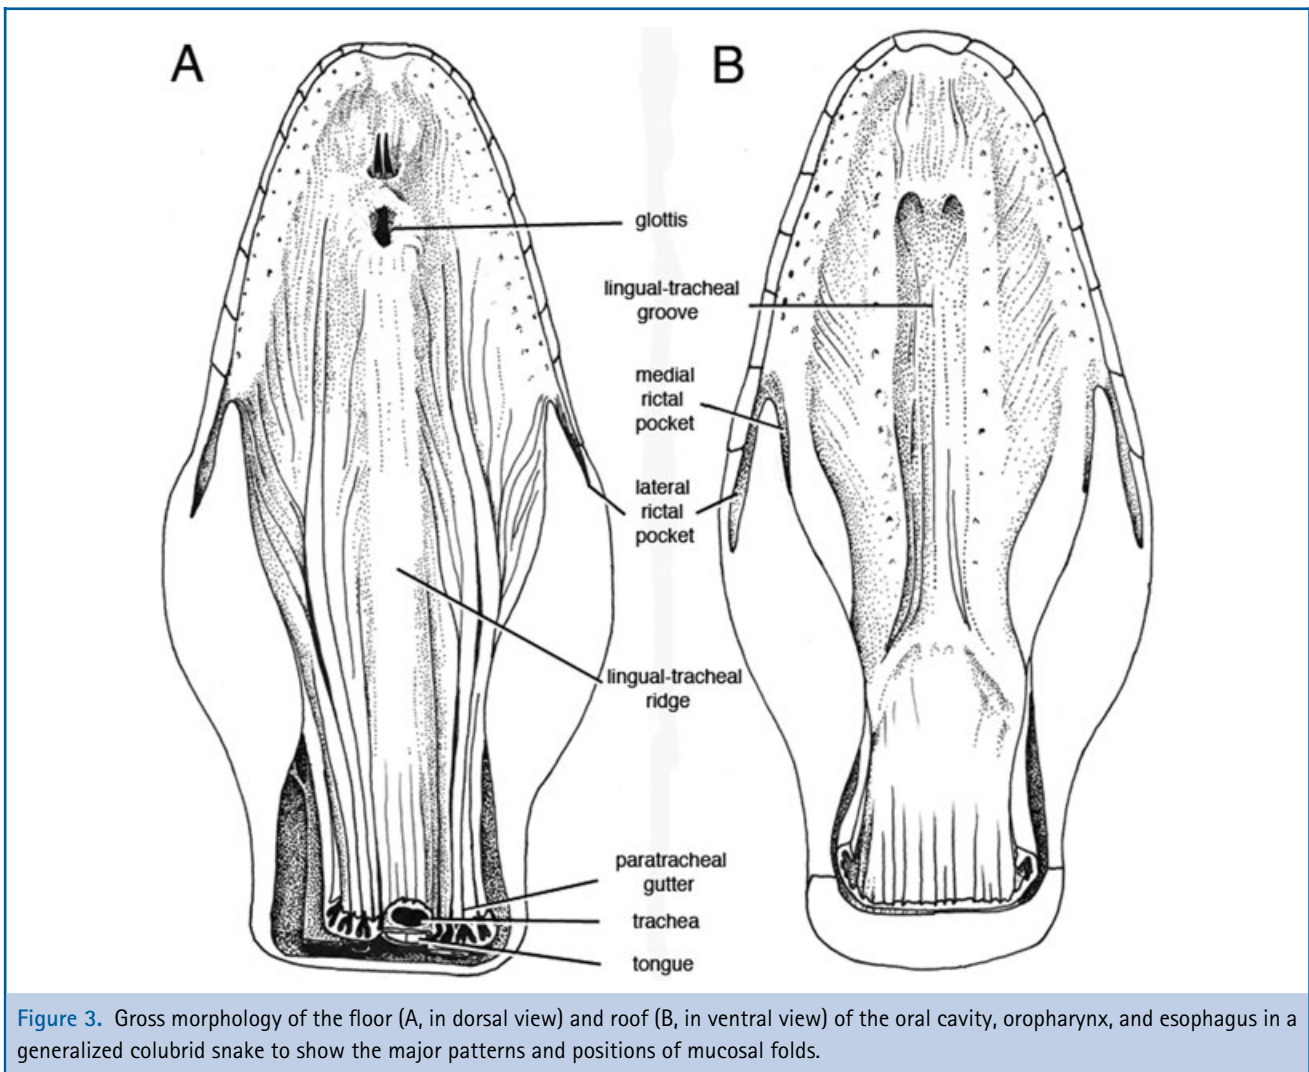 A
B
glottis
lingual-tracheal
groove
medial
rictal
pocket
lateral
rictal
pocket
lingual-tracheal
ridge
paratracheal
gutter
trachea
tongue
Figure 3. Gross morphology of the floor (A, in dorsal view) and roof (B, in ventral view) of the oral cavity, oropharynx, and esophagus in a
generalized colubrid snake to show the major patterns and positions of mucosal folds.